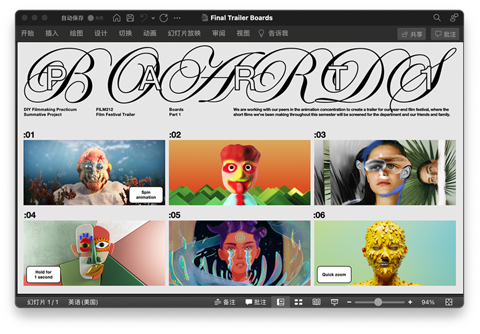 自动保存
Final Trailer Boards
开始 插入 绘图 设计 切换 动画 幻灯片放映 审阅 视图 告诉我 共享 批注
BOARDS
PART 1
DIY Filmmaking Practicum
Summative Project
FILM212
Film Festival Trailer
Boards
Part 1
We are working with our peers in the animation concentration to create a trailer for our year-end film festival, where the
short films we've been making throughout this semester will be screened for the department and our friends and family.
:01 :02 :03
Spin
animation
:04 :05 :06
Hold for
1 second
Quick zoom
幻灯片 1 / 1 英语 (美国) 备注 批注 94%